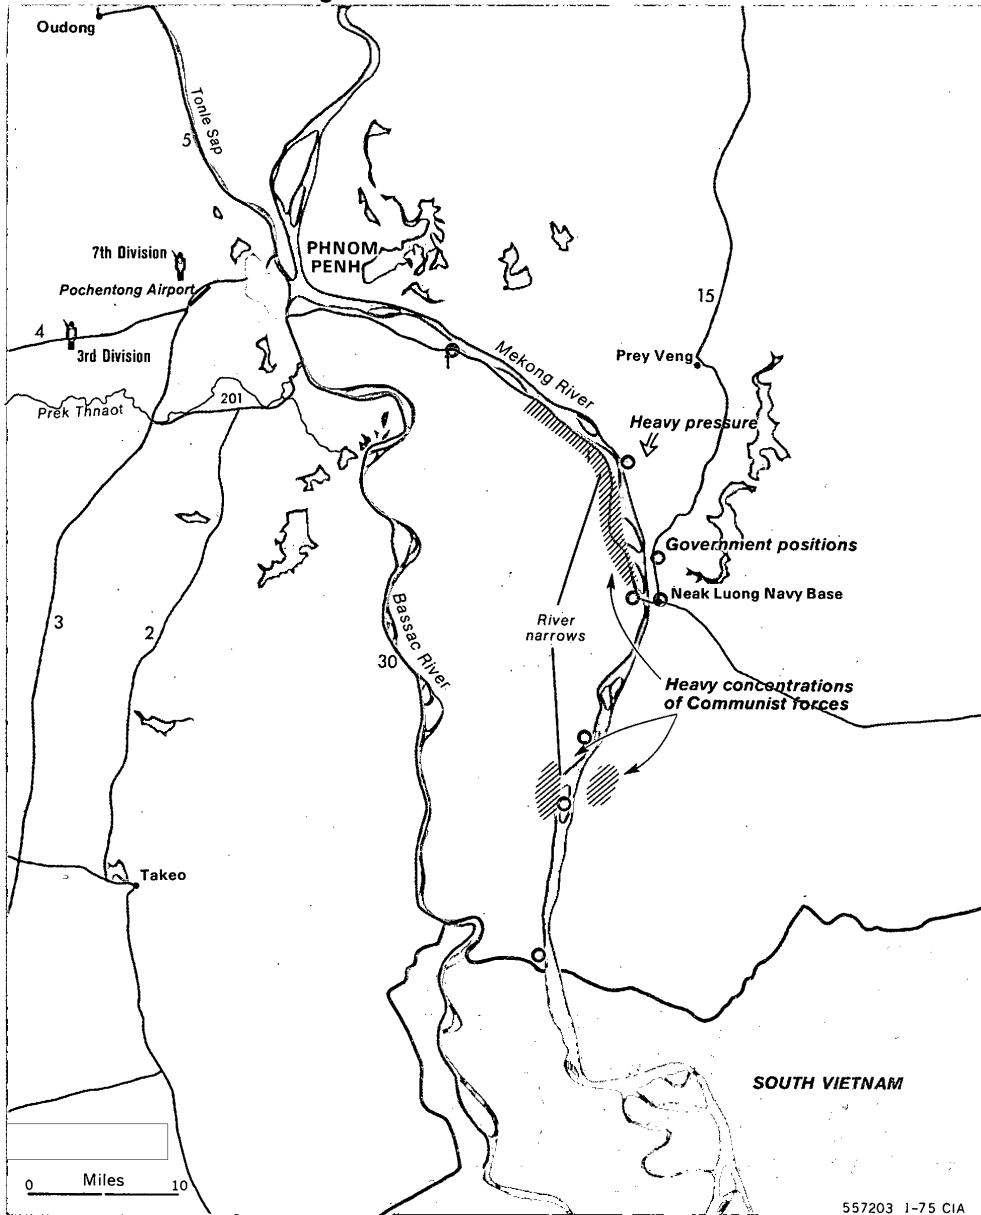 Oudong
Tonle Sap
5
7th Division
PHNOM
PENH
Pochentong Airport
15
4
3rd Division
Mekong River
Prey Veng
201
Prek Thnaot
Heavy pressure
Government positions
Neak Luong Navy Base
3
2
Bassac River
River
narrows
30
Heavy concentrations
of Communist forces
Takeo
SOUTH VIETNAM
Miles
0 10
557203 1-75 CIA